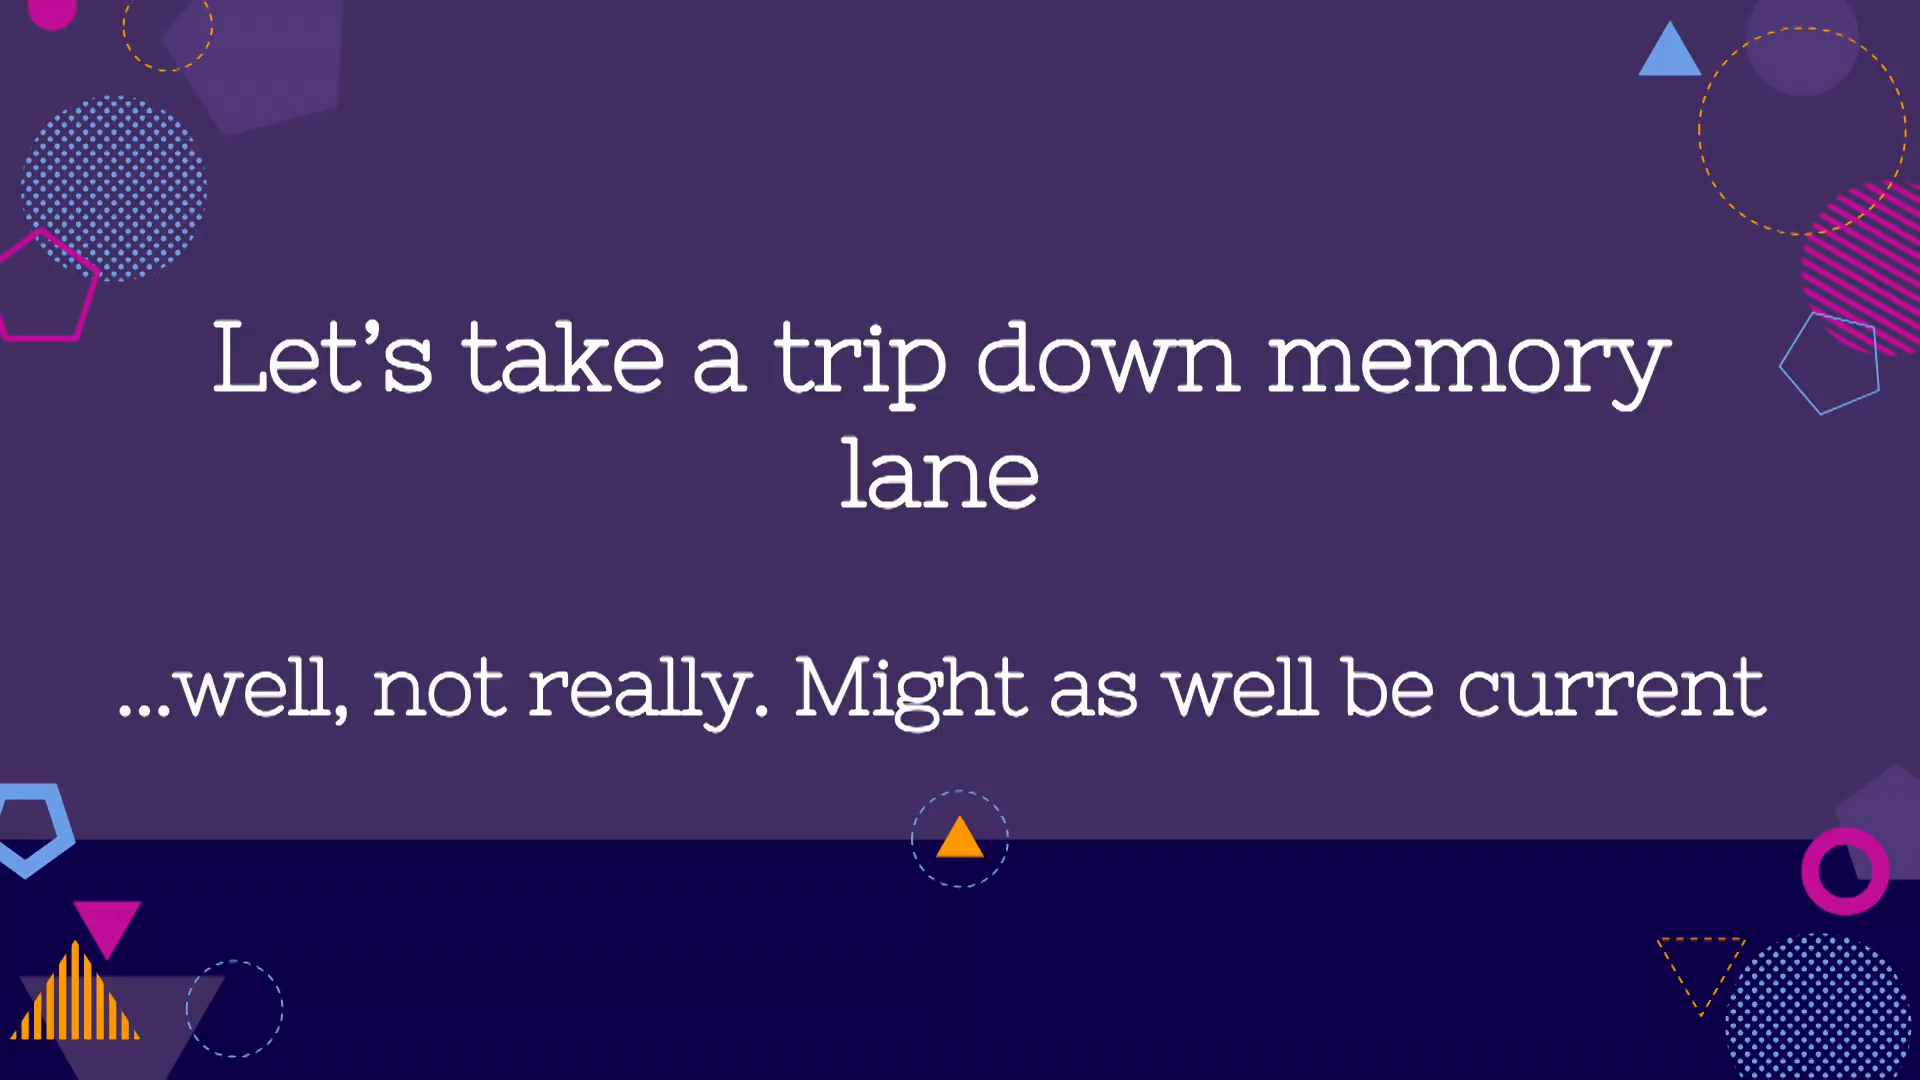 Let’s take a trip down memory
lane
...well, not really. Might as well be current